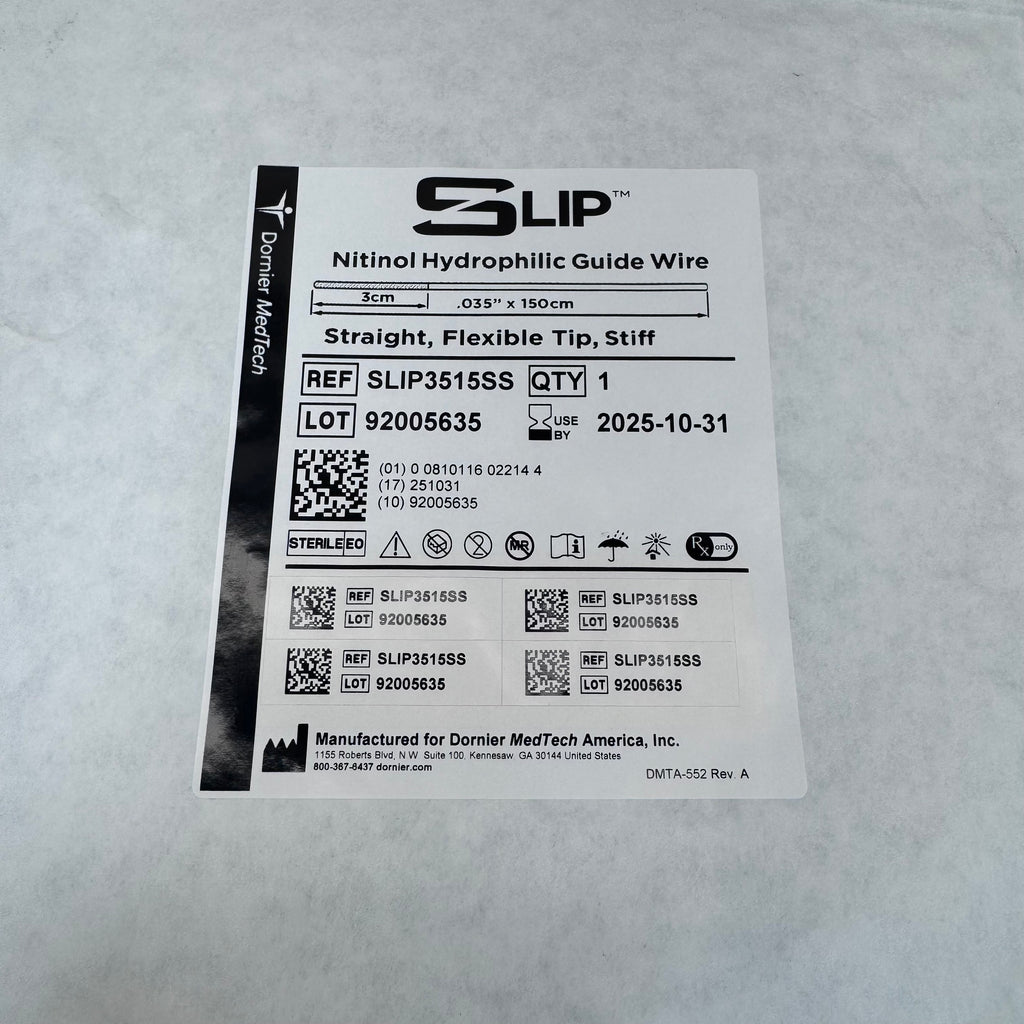 SLIP™
Dornier MedTech
Nitinol Hydrophilic Guide Wire
3cm
.035” x 150cm
Straight, Flexible Tip, Stiff
REF SLIP3515SS QTY 1
LOT 92005635 USE BY 2025-10-31
(01) 0 0810116 02214 4
(17) 251031
(10) 92005635
STERILE EO 2 MR i Rx only
REF SLIP3515SS
LOT 92005635
REF SLIP3515SS
LOT 92005635
REF SLIP3515SS
LOT 92005635
REF SLIP3515SS
LOT 92005635
Manufactured for Dornier MedTech America, Inc.
1155 Roberts Blvd, N.W. Suite 100, Kennesaw, GA 30144 United States
800-367-6437 dornier.com
DMTA-552 Rev. A